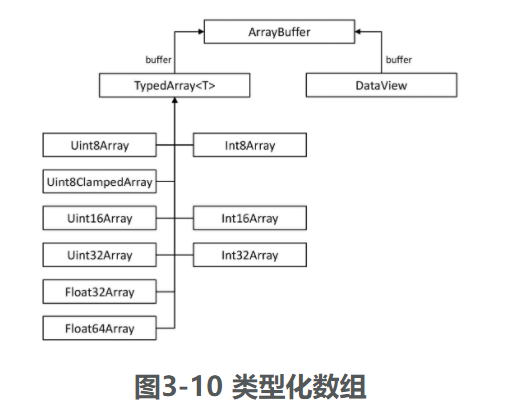 ArrayBuffer
buffer
buffer
TypedArray<T>
DataView
Uint8Array
Int8Array
Uint8ClampedArray
Uint16Array
Int16Array
Uint32Array
Int32Array
Float32Array
Float64Array
图3-10 类型化数组